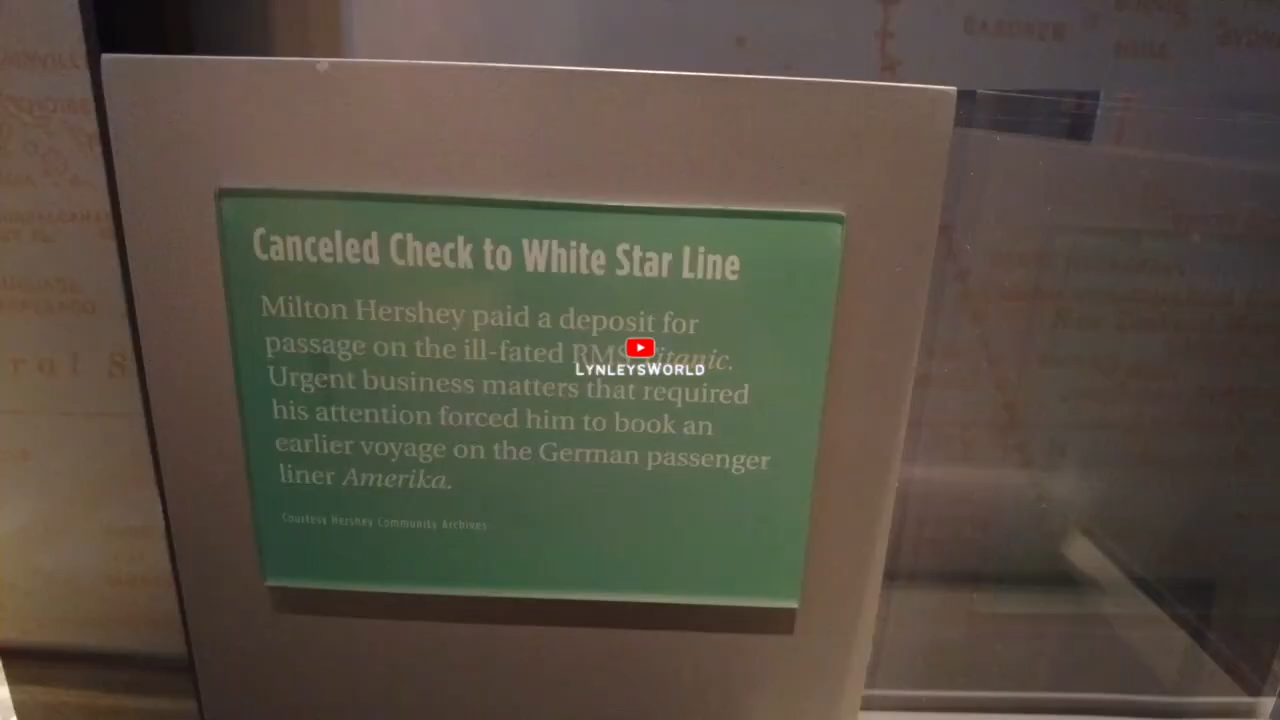 Canceled Check to White Star Line
Milton Hershey paid a deposit for
passage on the ill-fated RMS Titanic.
Urgent business matters that required
his attention forced him to book an
earlier voyage on the German passenger
liner Amerika.
Courtesy Hershey Community Archives
LYNLEYSWORLD